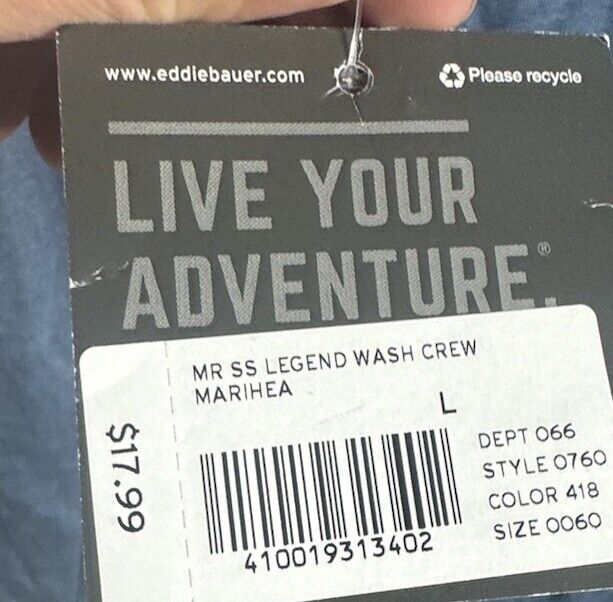 www.eddiebauer.com
Please recycle
LIVE YOUR
ADVENTURE.®
MR SS LEGEND WASH CREW
MARIHEA
L
$17.99
DEPT 066
STYLE 0760
COLOR 418
SIZE 0060
410019313402